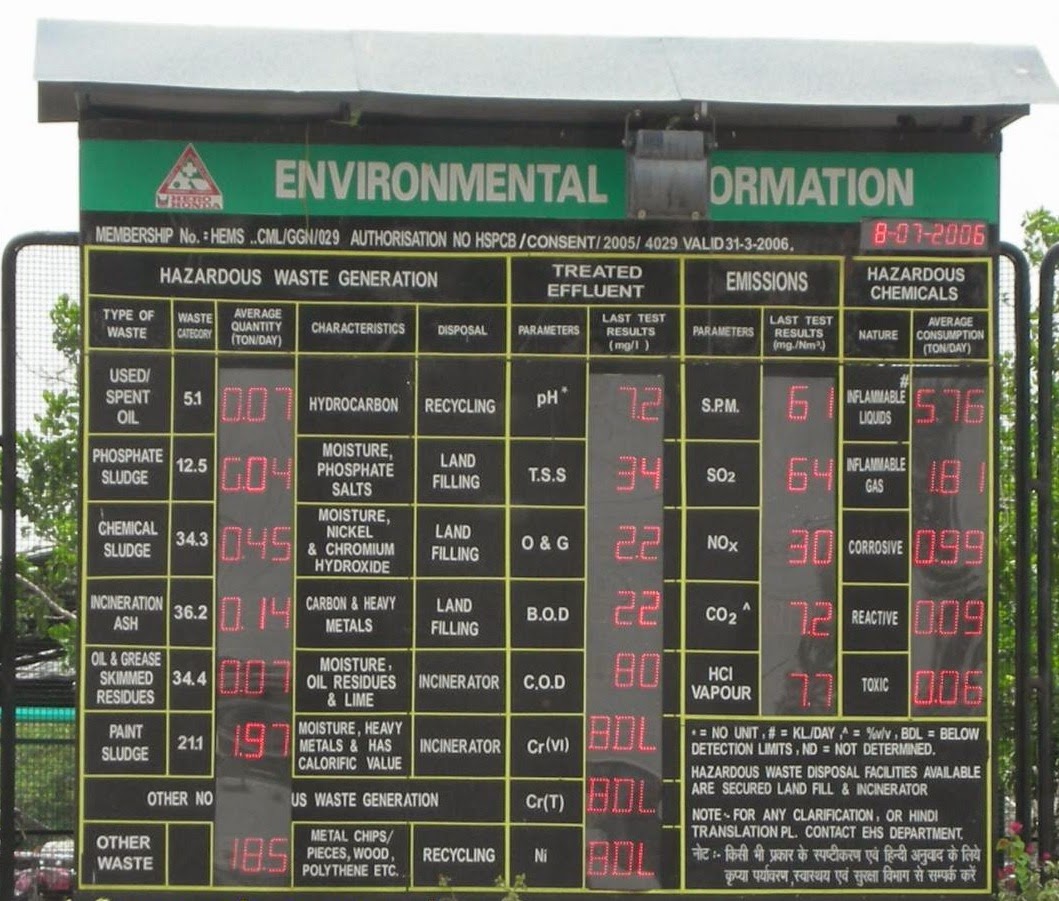 ENVIRONMENTAL ORMATION
HERO
HONDA
MEMBERSHIP No. : HEMS ..CML/GGN/029 AUTHORISATION NO HSPCB/CONSENT/2005/ 4029 VALID 31-3-2006.
8-07-2006
HAZARDOUS WASTE GENERATION
TREATED
EFFLUENT
EMISSIONS
HAZARDOUS
CHEMICALS
TYPE OF
WASTE
WASTE
CATEGORY
AVERAGE
QUANTITY
(TON/DAY)
CHARACTERISTICS
DISPOSAL
PARAMETERS
LAST TEST
RESULTS
(mg/l )
PARAMETERS
LAST TEST
RESULTS
(mg./Nm³.)
NATURE
AVERAGE
CONSUMPTION
(TON/DAY)
USED/
SPENT
OIL
5.1
0.07
HYDROCARBON
RECYCLING
pH*
7.2
S.P.M.
61
INFLAMMABLE #
LIQUIDS
5.76
PHOSPHATE
SLUDGE
12.5
0.04
MOISTURE,
PHOSPHATE
SALTS
LAND
FILLING
T.S.S
34
SO2
64
INFLAMMABLE
GAS
1.81
CHEMICAL
SLUDGE
34.3
0.45
MOISTURE,
NICKEL
& CHROMIUM
HYDROXIDE
LAND
FILLING
O & G
2.2
NOx
30
CORROSIVE
0.99
INCINERATION
ASH
36.2
0.14
CARBON & HEAVY
METALS
LAND
FILLING
B.O.D
22
CO2 ^
7.2
REACTIVE
0.09
OIL & GREASE
SKIMMED
RESIDUES
34.4
0.07
MOISTURE,
OIL RESIDUES
& LIME
INCINERATOR
C.O.D
80
HCl
VAPOUR
7.7
TOXIC
0.06
PAINT
SLUDGE
21.1
1.97
MOISTURE, HEAVY
METALS & HAS
CALORIFIC VALUE
INCINERATOR
Cr(VI)
BDL
OTHER NO US WASTE GENERATION
Cr(T)
BDL
OTHER
WASTE
18.5
METAL CHIPS/
PIECES, WOOD,
POLYTHENE ETC.
RECYCLING
Ni
BDL
* = NO UNIT, # = KL/DAY ,^ = %v/v, BDL = BELOW
DETECTION LIMITS, ND = NOT DETERMINED.
HAZARDOUS WASTE DISPOSAL FACILITIES AVAILABLE
ARE SECURED LAND FILL & INCINERATOR
NOTE - FOR ANY CLARIFICATION, OR HINDI
TRANSLATION PL. CONTACT EHS DEPARTMENT.
नोट :- किसी भी प्रकार के स्पष्टीकरण एवं हिन्दी अनुवाद के लिये
कृप्या पर्यावरण,स्वास्थय एवं सुरक्षा विभाग से सम्पर्क करें